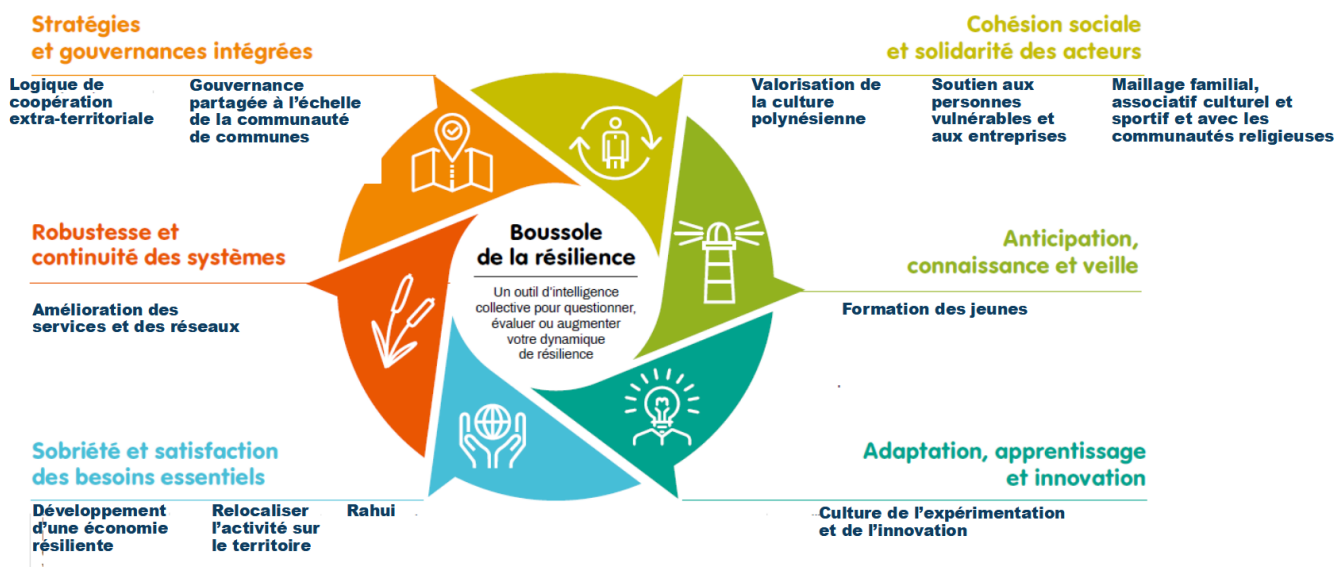 Stratégies
et gouvernances intégrées
Logique de
coopération
extra-territoriale
Gouvernance
partagée à l'échelle
de la communauté
de communes
Cohésion sociale
et solidarité des acteurs
Valorisation de
la culture
polynésienne
Soutien aux
personnes
vulnérables et
aux entreprises
Maillage familial,
associatif culturel et
sportif et avec les
communautés religieuses
Robustesse et
continuité des systèmes
Amélioration des
services et des réseaux
Boussole
de la résilience
Un outil d'intelligence
collective pour questionner,
évaluer ou augmenter
votre dynamique
de résilience
Anticipation,
connaissance et veille
Formation des jeunes
Sobriété et satisfaction
des besoins essentiels
Développement
d'une économie
résiliente
Relocaliser
l'activité sur
le territoire
Rahui
Adaptation, apprentissage
et innovation
Culture de l'expérimentation
et de l'innovation